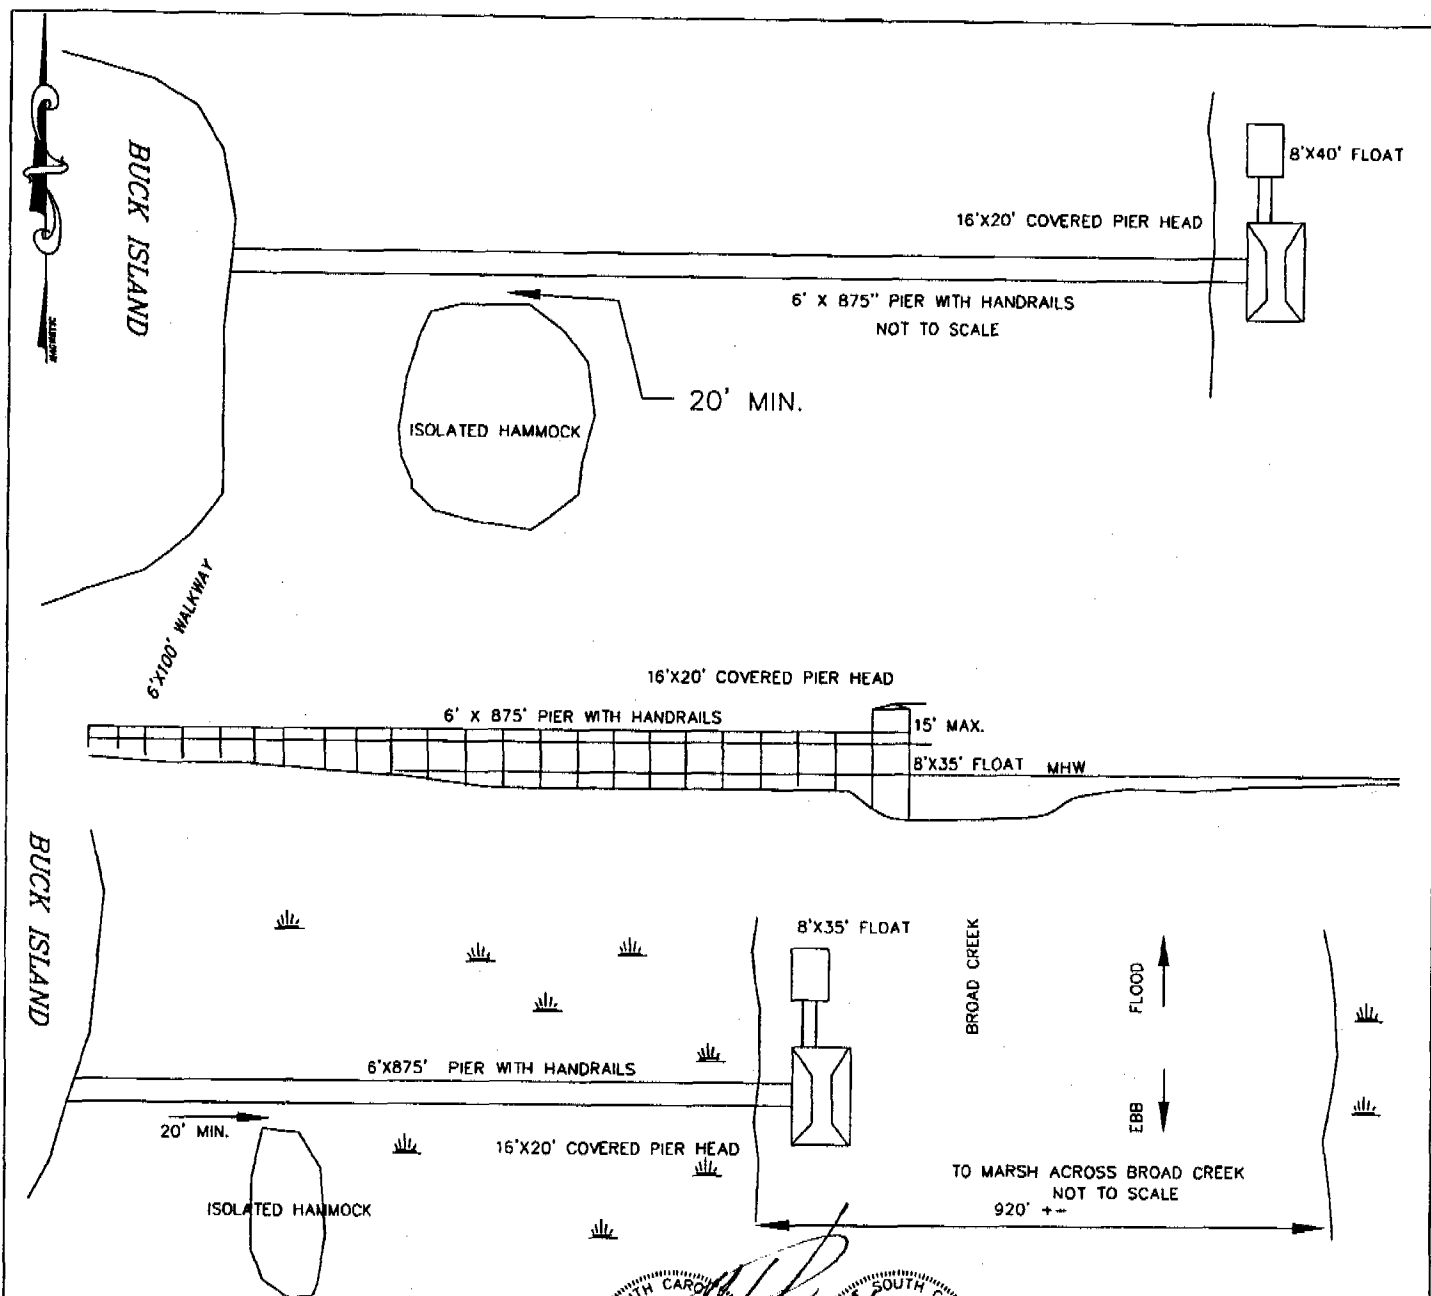 BUCK ISLAND
8'X40' FLOAT
16'X20' COVERED PIER HEAD
6' X 875" PIER WITH HANDRAILS
NOT TO SCALE
20' MIN.
ISOLATED HAMMOCK
6'X100' WALKWAY
16'X20' COVERED PIER HEAD
6' X 875' PIER WITH HANDRAILS
15' MAX.
8'X35' FLOAT MHW
BUCK ISLAND
8'X35' FLOAT
BROAD CREEK
FLOOD
EBB
6'X875' PIER WITH HANDRAILS
20' MIN.
16'X20' COVERED PIER HEAD
ISOLATED HAMMOCK
TO MARSH ACROSS BROAD CREEK
NOT TO SCALE
920' +-
SOUTH